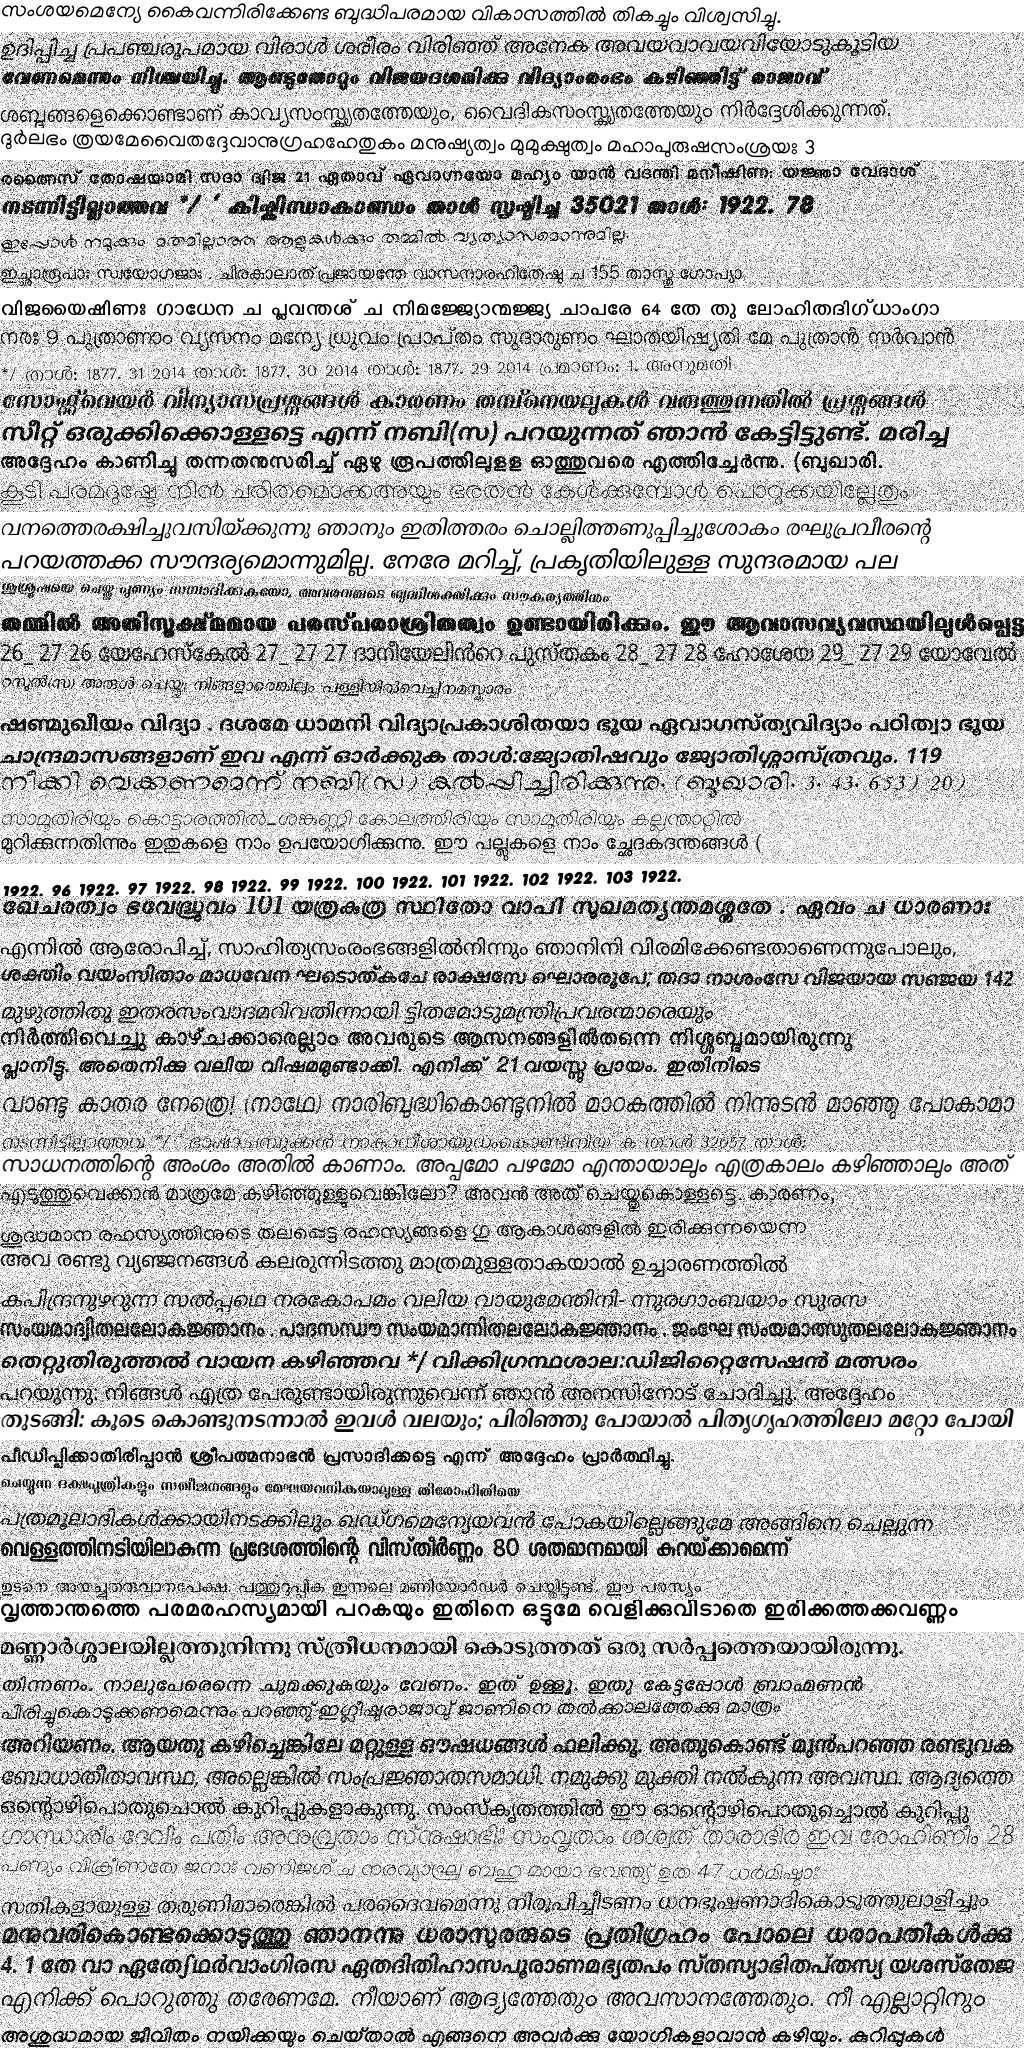 സംശയമെന്യേ കൈവന്നിരിക്കേണ്ട ബുദ്ധിപരമായ വികാസത്തിൽ തികച്ചും വിശ്വസിച്ചു.
ഉദിപ്പിച്ച പ്രപഞ്ചരൂപമായ വിരാൾ ശരീരം വിരിഞ്ഞ് അനേക അവയവാവയവിയോടുകൂടിയ
വേണമെന്നും നിശ്ചയിച്ചു. ആണ്ടുതോറും വിജയദശമിക്കു വിദ്യാരംഭം കഴിഞ്ഞിട്ട് രാജാവ്
ശബ്ദങ്ങളെക്കൊണ്ടാണ് കാവ്യസംസ്കൃതത്തേയും, വൈദികസംസ്കൃതത്തേയും നിർദ്ദേശിക്കുന്നത്.
ദുർലഭം ത്രയമേവൈതദ്ദേവാനുഗ്രഹഹേതുകം മനുഷ്യത്വം മുമുക്ഷുത്വം മഹാപുരുഷസംശ്രയഃ 3
തോഷയാമി സദാ ദ്വിജ 21 ഏതാവ് ഏവാഗ്നയോ മഹ്യം യാൻ വദന്തി മനീഷിണഃ യജ്ഞാ വേദാശ്
നടന്നിട്ടില്ലാത്തവ */ ‘ കിഷ്കിന്ധാകാണ്ഡം താൾ സൃഷ്ടിച്ച 35021 താൾ: 1922. 78
ഇപ്പോൾ നമുക്കും മതമില്ലാത്ത ആളുകൾക്കും തമ്മിൽ വ്യത്യാസമൊന്നുമില്ല.
ഇച്ഛാരൂപാഃ സ്വയോഗജാഃ . ചിരകാലാത്പ്രജായന്തേ വാസനാരഹിതേഷു ച 155 താസ്തു ഗോപ്യാ
വിജയൈഷിണഃ ഗാധേന ച പ്ലവന്തശ് ച നിമജ്ജ്യോന്മജ്ജ്യ ചാപരേ 64 തേ തു ലോഹിതദിഗ്ധാംഗാ
നരഃ 9 പുത്രാണാം വ്യസനം മന്യേ ധ്രുവം പ്രാപ്തം സുദാരുണം ഘാതയിഷ്യതി മേ പുത്രാൻ സർവാൻ
*/ താൾ: 1877. 31 2014 താൾ: 1877. 30 2014 താൾ: 1877. 29 2014 പ്രമാണം: 1. അനുമതി
സോഫ്റ്റ്‌വെയർ വിന്യാസപ്രശ്നങ്ങൾ കാരണം തമ്പ്നെയലുകൾ വരുത്തുന്നതിൽ പ്രശ്നങ്ങൾ
സീറ്റ് ഒരുക്കിക്കൊള്ളട്ടെ എന്ന് നബി(സ) പറയുന്നത് ഞാൻ കേട്ടിട്ടുണ്ട്. മരിച്ച
അദ്ദേഹം കാണിച്ചു തന്നതനുസരിച്ച് ഏഴു രൂപത്തിലുളള ഓത്തുവരെ എത്തിച്ചേർന്നു. (ബുഖാരി.
കൂടി പരമദുഷ്ടേ നിൻ ചരിതമൊക്കഅയും ഭരതൻ കേൾക്കുമ്പോൾ പൊറുക്കയില്ലേതും
വനത്തെരക്ഷിച്ചുവസിയ്ക്കുന്നു ഞാനും ഇതിത്തരം ചൊല്ലിത്തണുപ്പിച്ചുശോകം രഘുപ്രവീരന്റെ
പറയത്തക്ക സൗന്ദര്യമൊന്നുമില്ല. നേരേ മറിച്ച്, പ്രകൃതിയിലുള്ള സുന്ദരമായ പല
ശുശ്രൂഷയെ ചെയ്തു പുണ്യം സമ്പാദിക്കുകയോ, അവരവരുടെ ബുദ്ധിശക്തിക്കും സൗകര്യത്തിന്നും
തമ്മിൽ അതിസൂക്ഷ്മമായ പരസ്പരാശ്രിതത്വം ഉണ്ടായിരിക്കും. ഈ ആവാസവ്യവസ്ഥയിലുൾപ്പെട്ട
26_ 27 26 യേഹേസ്കേൽ 27_ 27 27 ദാനീയേലിൻറെ പുസ്തകം 28_ 27 28 ഹോശേയ 29_ 27 29 യോവേൽ
റസൂൽ(സ) അരുൾ ചെയ്തു: നിങ്ങളാരെങ്കിലും പള്ളിയിൽവെച്ച്നമസ്കാരം
ഷണ്മുഖീയം വിദ്യാ . ദശമേ ധാമനി വിദ്യാപ്രകാശിതയാ ഭൂയ ഏവാഗസ്ത്യവിദ്യാം പഠിത്വാ ഭൂയ
ചാന്ദ്രമാസങ്ങളാണ് ഇവ എന്ന് ഓർക്കുക താൾ:ജ്യോതിഷവും ജ്യോതിശ്ശാസ്ത്രവും. 119
നീക്കി വെക്കണമെന്ന് നബി(സ) കൽപ്പിച്ചിരിക്കുന്നു. (ബുഖാരി. 3. 43. 653) 20)
സാമൂതിരിയും കൊട്ടാരത്തിൽ_ശങ്കുണ്ണി കോലത്തിരിയും സാമൂതിരിയും കല്ലന്താറ്റിൽ
മുറിക്കുന്നതിന്നും ഇതുകളെ നാം ഉപയോഗിക്കുന്നു. ഈ പല്ലുകളെ നാം ച്ഛേദകദന്തങ്ങൾ (
1922. 96 1922. 97 1922. 98 1922. 99 1922. 100 1922. 101 1922. 102 1922. 103 1922.
ഖേചരത്വം ഭവേദ്ധ്രുവം 101 യത്രകുത്ര സ്ഥിതോ വാപി സുഖമത്യന്തമശ്നുതേ . ഏവം ച ധാരണാഃ
എന്നിൽ ആരോപിച്ച്, സാഹിത്യസംരംഭങ്ങളിൽനിന്നും ഞാനിനി വിരമിക്കേണ്ടതാണെന്നുപോലും,
ശക്തിം വയംസിതാം മാധവേന ഘടൊത്കചേ രാക്ഷസേ ഘൊരരൂപേ; തദാ നാശംസേ വിജയായ സഞ്ജയ 142
മുഴുത്തിതു ഇതരസംവാദമറിവതിന്നായി ട്ടിതമോടുമന്ത്രിപ്രവരന്മാരെയും
നിർത്തിവെച്ചു കാഴ്ചക്കാരെല്ലാം അവരുടെ ആസനങ്ങളിൽതന്നെ നിശ്ശബ്ദമായിരുന്നു
പ്ലാനിട്ടു. അതെനിക്കു വലിയ വിഷമമുണ്ടാക്കി. എനിക്ക് 21 വയസ്സു പ്രായം. ഇതിനിടെ
വാണ്ടു കാതര നേത്രെ! (നാഥേ) നാരിബുദ്ധികൊണ്ടുനിൽ മാഠകത്തിൽ നിന്നുടൻ മാഞ്ഞു പോകാമാ
നടന്നിട്ടില്ലാത്തവ */ ‘ 32057 താൾ:
സാധനത്തിന്റെ അംശം അതിൽ കാണാം. അപ്പമോ പഴമോ എന്തായാലും എത്രകാലം കഴിഞ്ഞാലും അത്
എടുത്തുവെക്കാൻ മാത്രമേ കഴിഞ്ഞുള്ളുവെങ്കിലോ? അവൻ അത് ചെയ്തുകൊള്ളട്ടെ. കാരണം,
ശുദ്ധമാന രഹസ്യത്തിനുടെ തലപ്പെട്ട രഹസ്യങ്ങളെ ഗു ആകാശങ്ങളിൽ ഇരിക്കുന്നയെന്ന
അവ രണ്ടു വ്യഞ്ജനങ്ങൾ കലരുന്നിടത്തു മാത്രമുള്ളതാകയാൽ ഉച്ചാരണത്തിൽ
കപിന്ദ്രനുഴറുന്ന സൽപ്പഥെ നരകോപമം വലിയ വായുമേന്തിനി- ന്നുരഗാംബയാം സുരസ
സംയമാദ്വിതലലോകജ്ഞാനം . പാദസന്ധൗ സംയമാന്നിതലലോകജ്ഞാനം . ജംഘേ സംയമാത്സുതലലോകജ്ഞാനം
തെറ്റുതിരുത്തൽ വായന കഴിഞ്ഞവ */ വിക്കിഗ്രന്ഥശാല:ഡിജിറ്റൈസേഷൻ മത്സരം
പറയുന്നു: നിങ്ങൾ എത്ര പേരുണ്ടായിരുന്നുവെന്ന് ഞാൻ അനസിനോട് ചോദിച്ചു. അദ്ദേഹം
തുടങ്ങി: കൂടെ കൊണ്ടുനടന്നാൽ ഇവൾ വലയും; പിരിഞ്ഞു പോയാൽ പിതൃഗൃഹത്തിലോ മറ്റോ പോയി
പീഡിപ്പിക്കാതിരിപ്പാൻ ശ്രീപത്മനാഭൻ പ്രസാദിക്കട്ടെ എന്ന് അദ്ദേഹം പ്രാർത്ഥിച്ചു.
ചെയ്യുന്ന ദക്ഷപുത്രികളും സഖീജനങ്ങളും മേഘയവനികയാലുള്ള തിരോഹിതിയെ
പത്രമൂലാദികൾക്കായിനടക്കിലും ഖഡ്ഗമെന്യേയവൻ പോകയില്ലെങ്ങുമേ അങ്ങിനെ ചെല്ലുന്ന
വെള്ളത്തിനടിയിലാകുന്ന പ്രദേശത്തിന്റെ വിസ്തിർണ്ണം 80 ശതമാനമായി കുറയ്ക്കാമെന്ന്
ഉടനെ അയച്ചുതരുവാനപേക്ഷ. പത്തുറുപ്പിക ഇന്നലെ മണിയോർഡർ ചെയ്തിട്ടുണ്ട്. ഈ പരസ്യം
വൃത്താന്തത്തെ പരമരഹസ്യമായി പറകയും ഇതിനെ ഒട്ടുമേ വെളിക്കുവിടാതെ ഇരിക്കത്തക്കവണ്ണം
മണ്ണാർശ്ശാലയില്ലത്തുനിന്നു സ്ത്രീധനമായി കൊടുത്തത് ഒരു സർപ്പത്തെയായിരുന്നു.
തിന്നണം. നാലുപേരെന്നെ ചുമക്കുകയും വേണം. ഇത് ഉള്ളൂ. ഇതു കേട്ടപ്പോൾ ബ്രാഹ്മണൻ
പിരിച്ചുകൊടുക്കണമെന്നും പറഞ്ഞു-ഇഗ്ലീഷുരാജാവ് ജാണിനെ തൽക്കാലത്തേക്കു മാത്രം
അറിയണം. ആയതു കഴിച്ചെങ്കിലേ മറ്റുള്ള ഔഷധങ്ങൾ ഫലിക്കൂ. അതുകൊണ്ട് മുൻപറഞ്ഞ രണ്ടുവക
ബോധാതീതാവസ്ഥ, അല്ലെങ്കിൽ സംപ്രജ്ഞാതസമാധി. നമുക്കു മുക്തി നൽകുന്ന അവസ്ഥ. ആദ്യത്തെ
ഒന്റൊഴിപൊതുചൊൽ കുറിപ്പുകളാകുന്നു. സംസ്കൃതത്തിൽ ഈ ഓന്റൊഴിപൊതുച്ചൊൽ കുറിപ്പു
ഗാന്ധാരീം ദേവീം പതിം അനുവ്രതാം സ്നുഷാഭിഃ സംവൃതാം ശശ്വത് താരാഭിര ഇവ രോഹിണീം 28
പണ്യം വിക്രീണതേ ജനാഃ വണിജശ് ച നരവ്യാഘ്ര ബഹു മായാ ഭവന്ത്യ് ഉത 47 ധർമിഷ്ഠാഃ
സതികളായുള്ള തരുണിമാരെങ്കിൽ പരദൈവമെന്നു നിരൂപിച്ചീടണം ധനഭൂഷണാദികൊടുത്തുലാളിച്ചും
മനുവരികൊണ്ടക്കൊടുത്തു ഞാനന്നു ധരാസുരരുടെ പ്രതിഗ്രഹം പോലെ ധരാപതികൾക്കു
4. 1 തേ വാ ഏതേഽഥർവാംഗിരസ ഏതദിതിഹാസപൂരാണമഭ്യതപം സ്തസ്യാഭിതപ്തസ്യ യശസ്തേജ
എനിക്ക് പൊറുത്തു തരേണമേ. നീയാണ് ആദ്യത്തേതും അവസാനത്തേതും. നീ എല്ലാറ്റിനും
അശുദ്ധമായ ജീവിതം നയിക്കയും ചെയ്താൽ എങ്ങനെ അവർക്കു യോഗികളാവാൻ കഴിയും. കുറിപ്പുകൾ